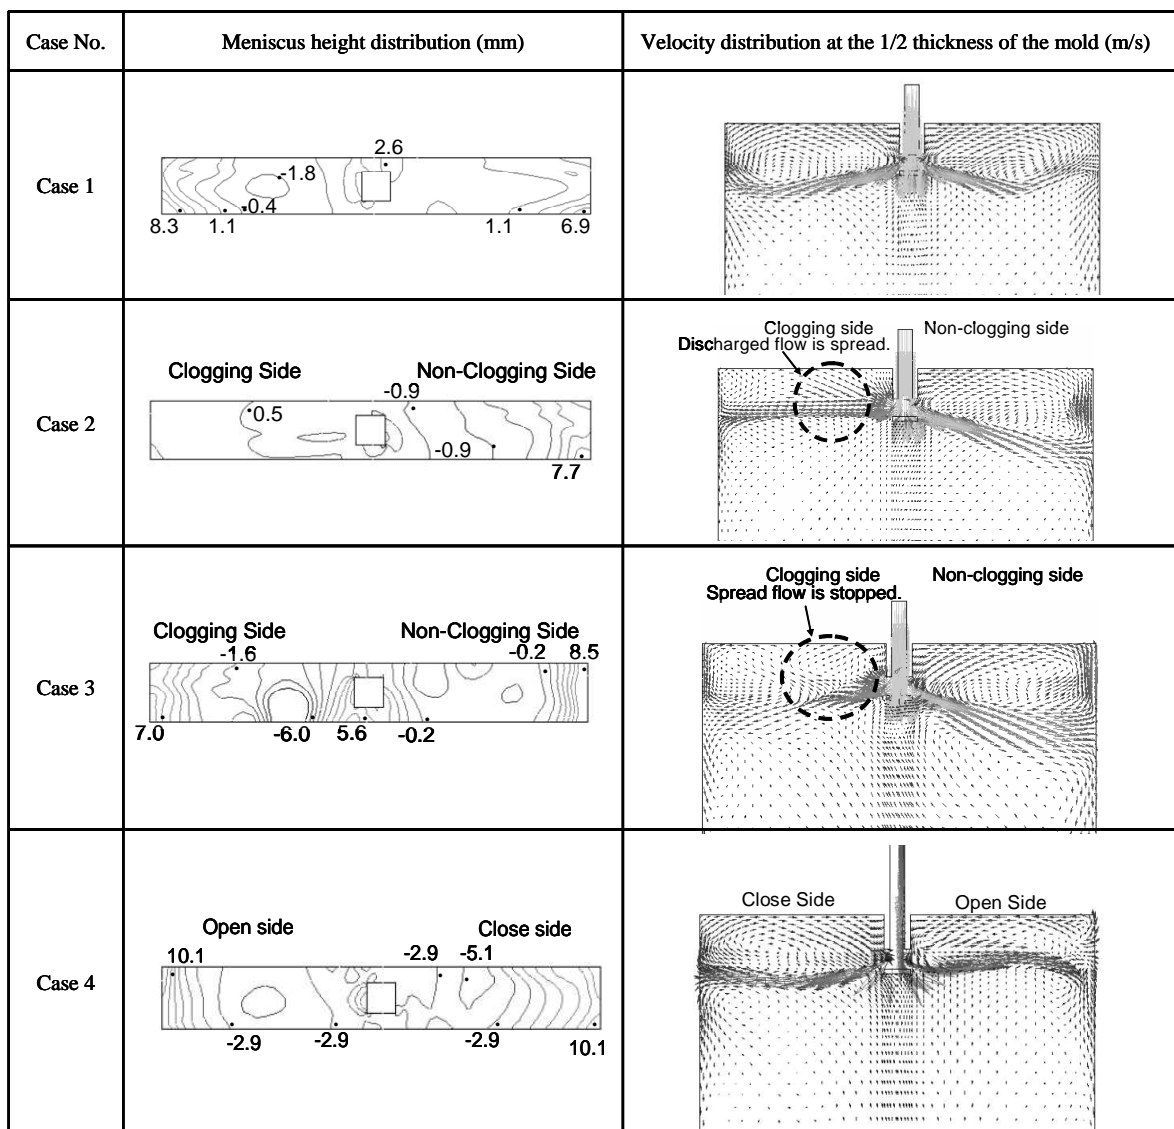 Case No.
Meniscus height distribution (mm)
Velocity distribution at the 1/2 thickness of the mold (m/s)
Case 1
2.6
-1.8
-0.4
8.3
1.1
1.1
6.9
Case 2
Clogging Side
Non-Clogging Side
-0.9
0.5
-0.9
7.7
Clogging side
Non-clogging side
Discharged flow is spread.
Case 3
Clogging Side
Non-Clogging Side
-1.6
-0.2
8.5
7.0
-6.0
5.6
-0.2
Clogging side
Non-clogging side
Spread flow is stopped.
Case 4
Open side
Close side
10.1
-2.9
-5.1
-2.9
-2.9
-2.9
10.1
Close Side
Open Side